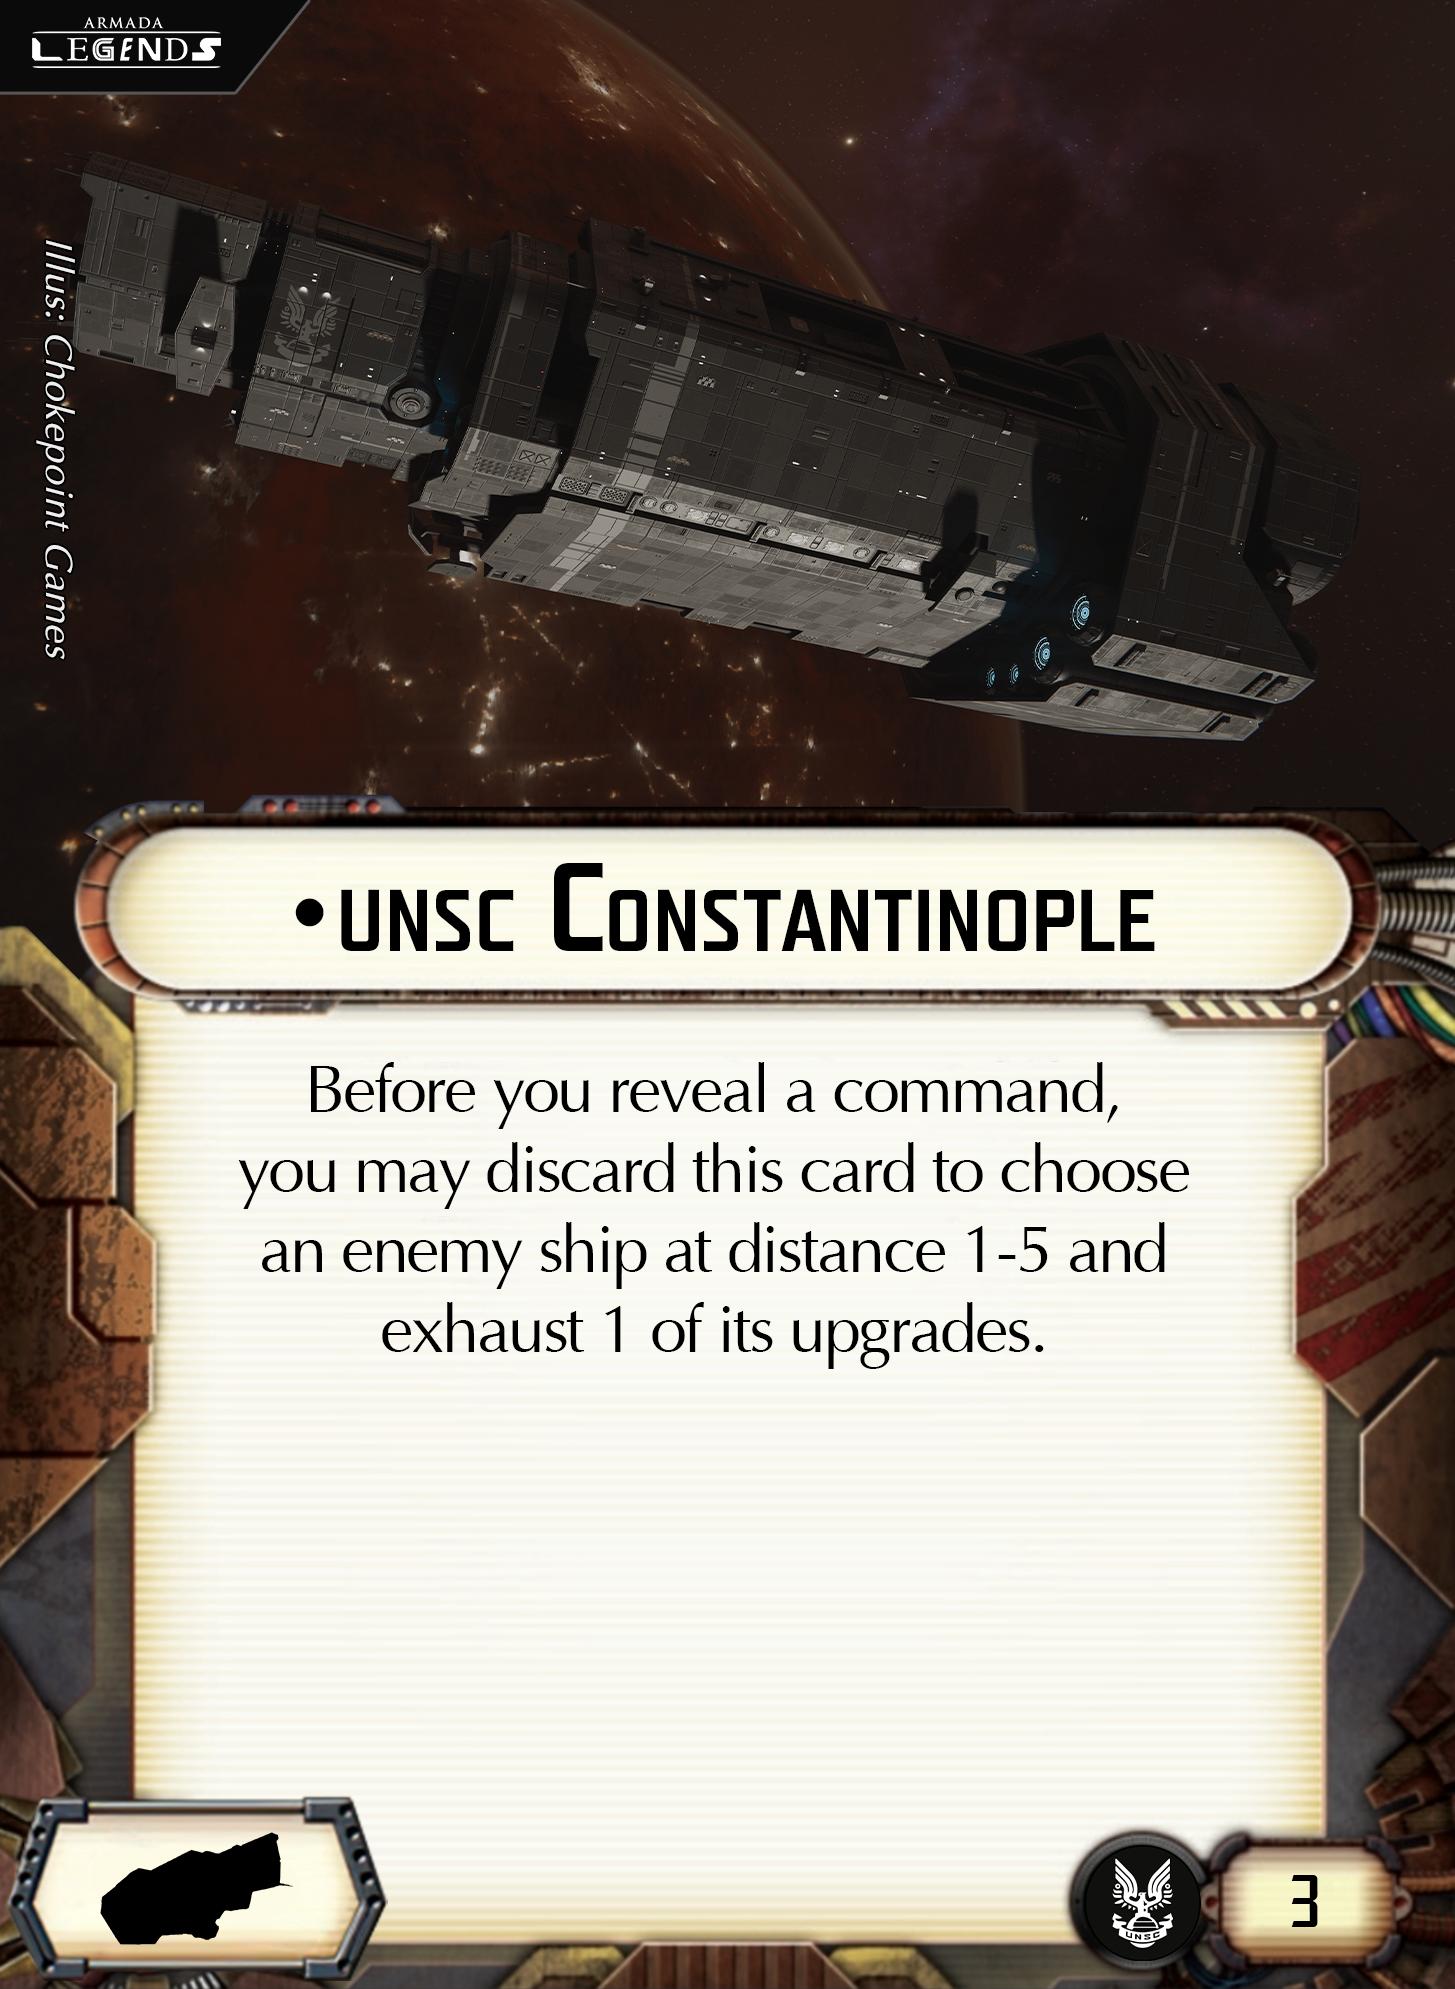 ARMADA
LEGENDS
Illus: Chokepoint Games
•UNSC CONSTANTINOPLE
Before you reveal a command,
you may discard this card to choose
an enemy ship at distance 1-5 and
exhaust 1 of its upgrades.
UNSC
3